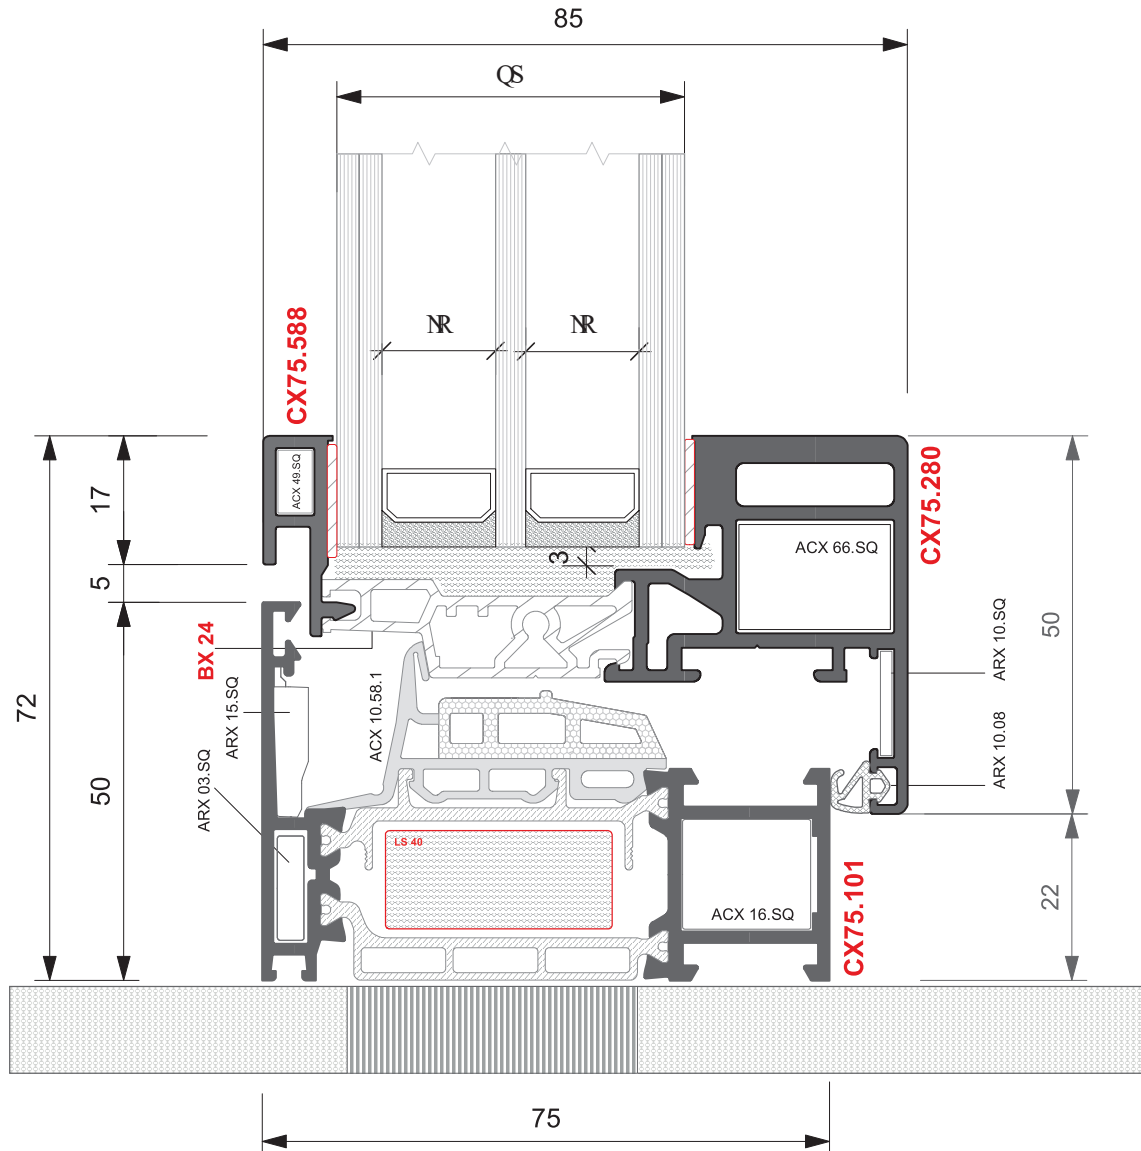 85
QS
NR
NR
CX75.588
CX75.280
ACX 49.SQ
17
3
ACX 66.SQ
5
50
BX 24
ARX 10.SQ
72
ARX 15.SQ
ACX 10.58.1
ARX 03.SQ
50
ARX 10.08
LS 40
CX75.101
22
ACX 16.SQ
75